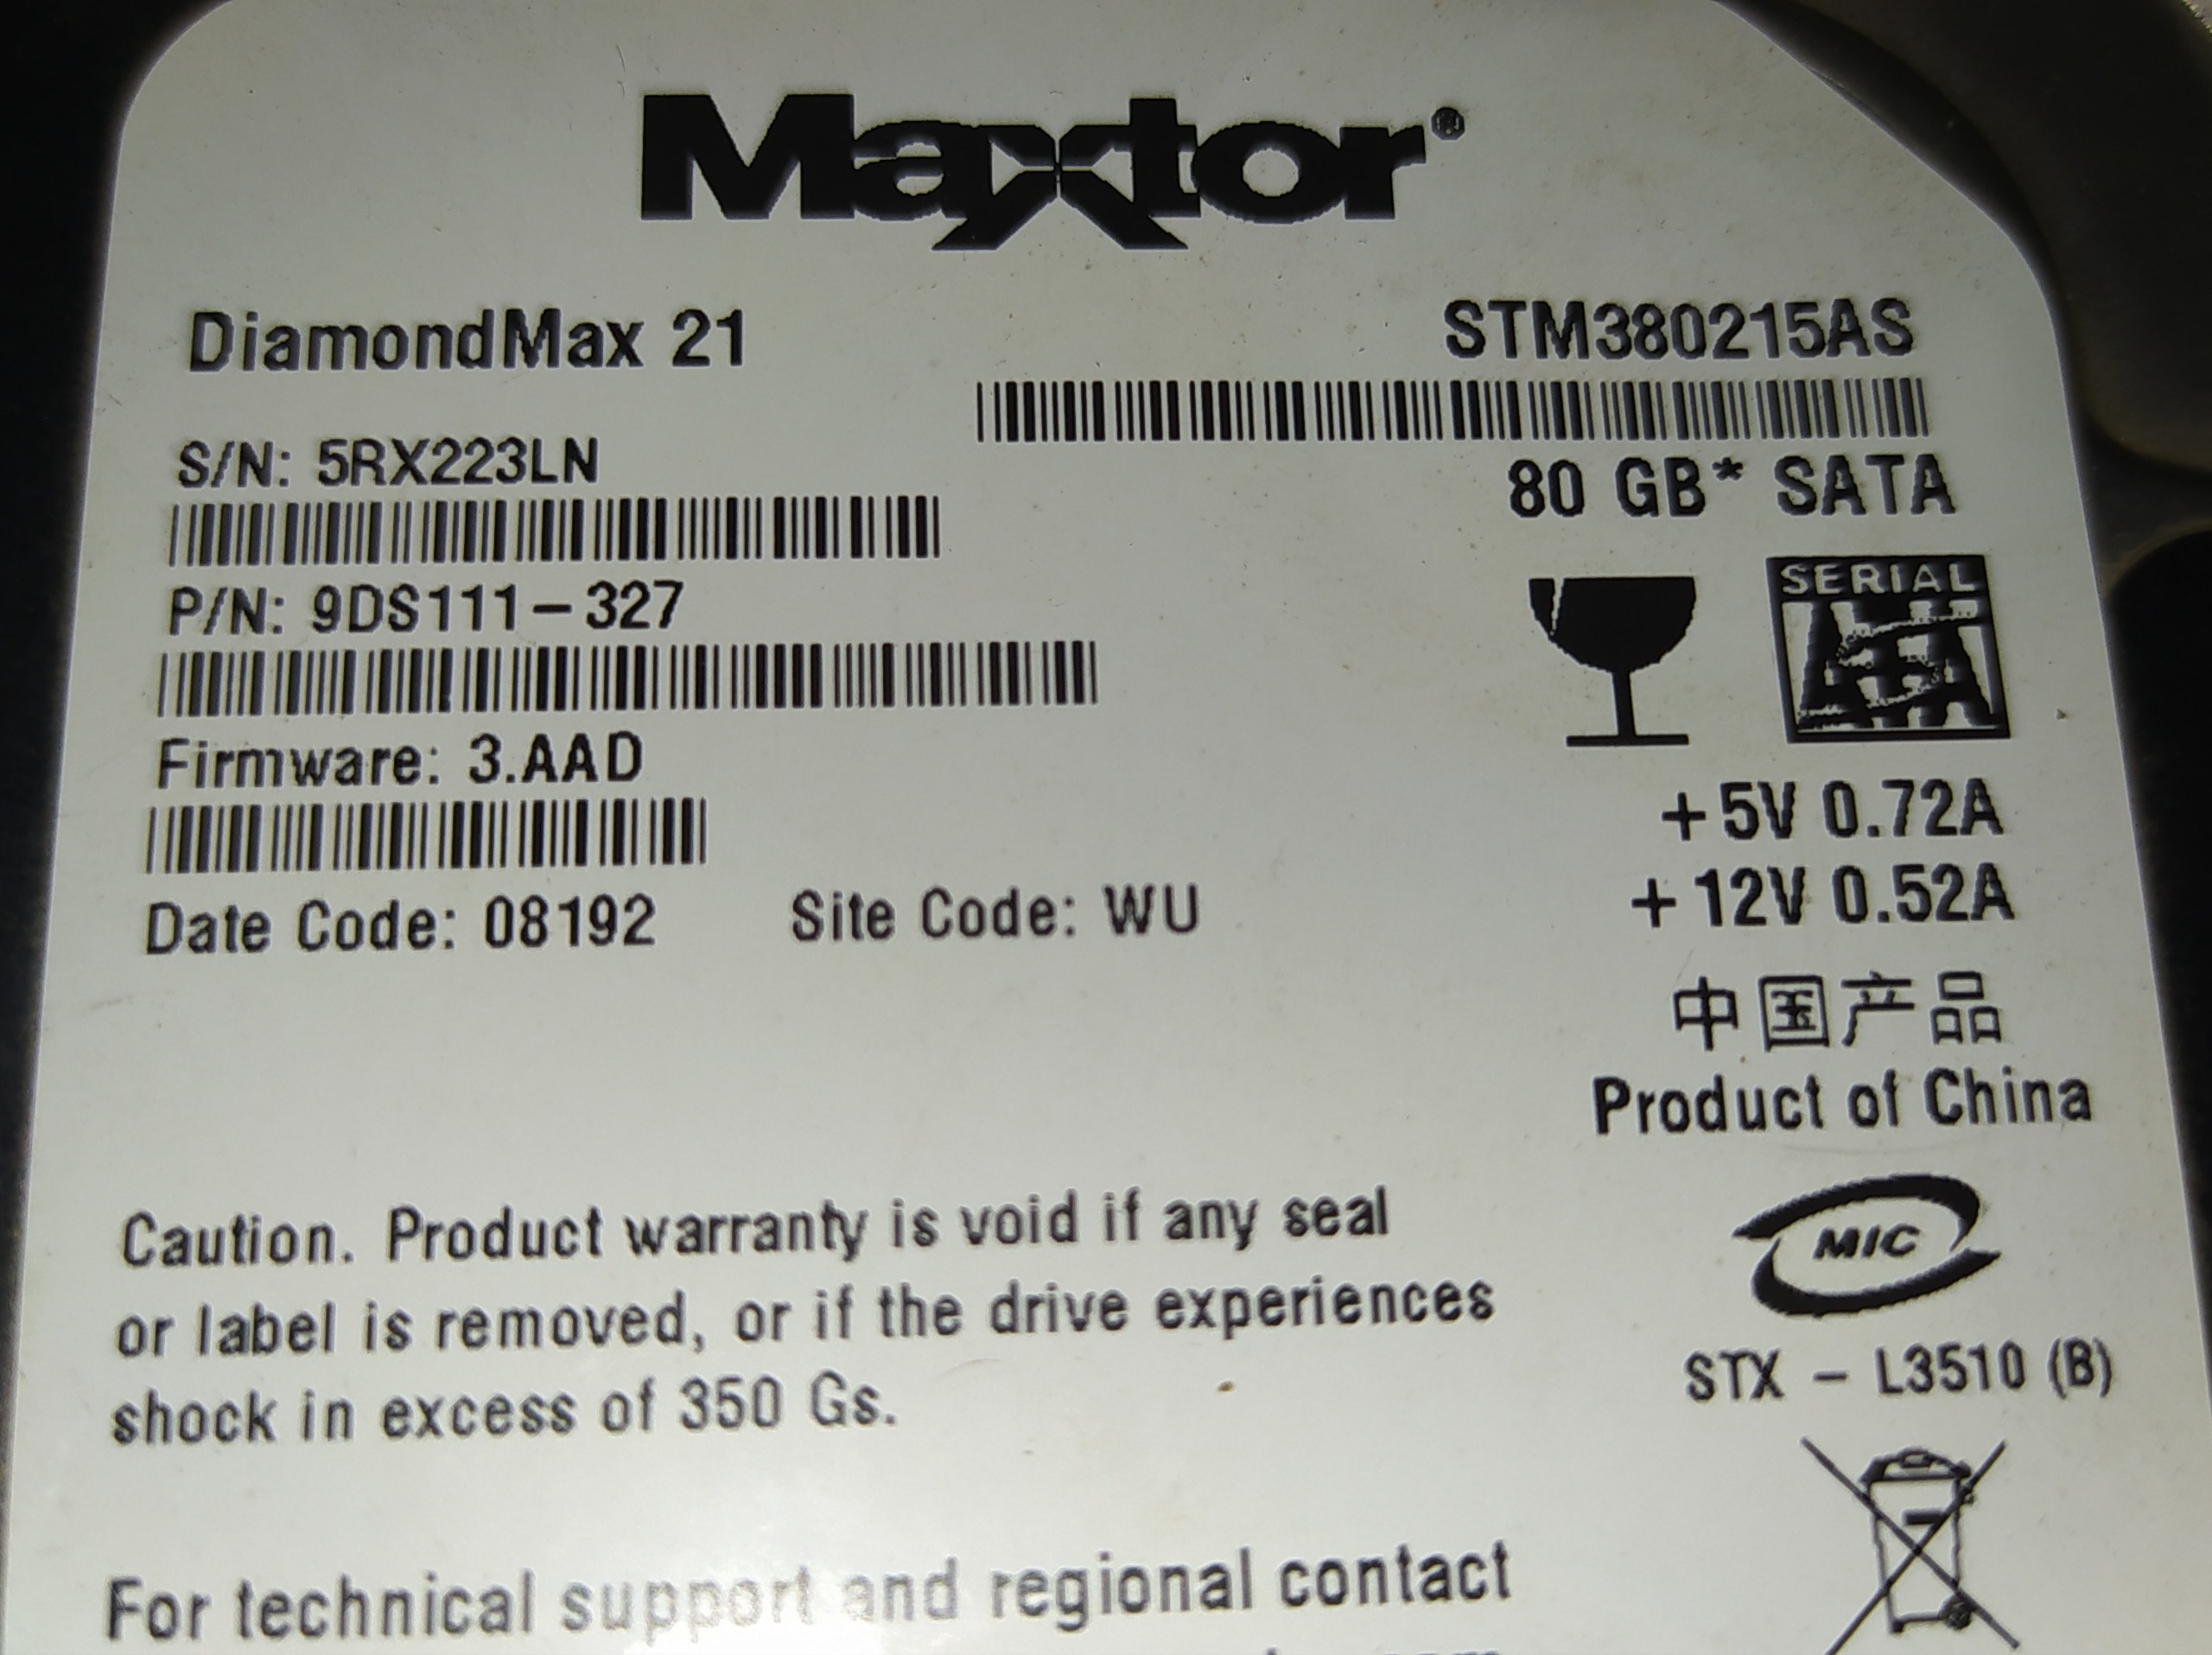 Maxtor®
DiamondMax 21
STM380215AS
S/N: 5RX223LN
80 GB* SATA
P/N: 9DS111-327
SERIAL
ATA
Firmware: 3.AAD
+5V 0.72A
+12V 0.52A
Date Code: 08192 Site Code: WU
中国产品
Product of China
Caution. Product warranty is void if any seal
or label is removed, or if the drive experiences
shock in excess of 350 Gs.
MIC
STX - L3510 (B)
For technical support and regional contact